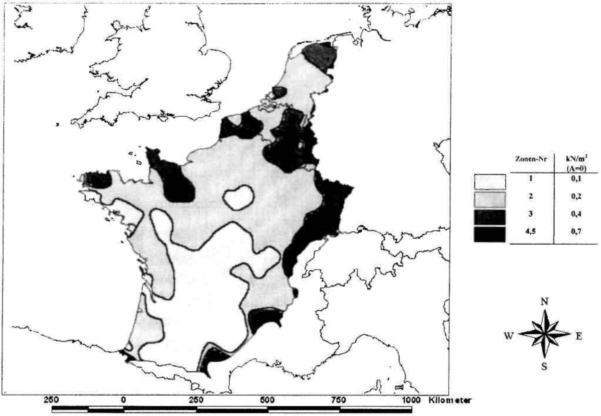 Zonen-Nr kN/m²
(A=0)
1 0,1
2 0,2
3 0,4
4,5 0,7
N
W E
S
250 0 250 500 750 1000 Kilometer